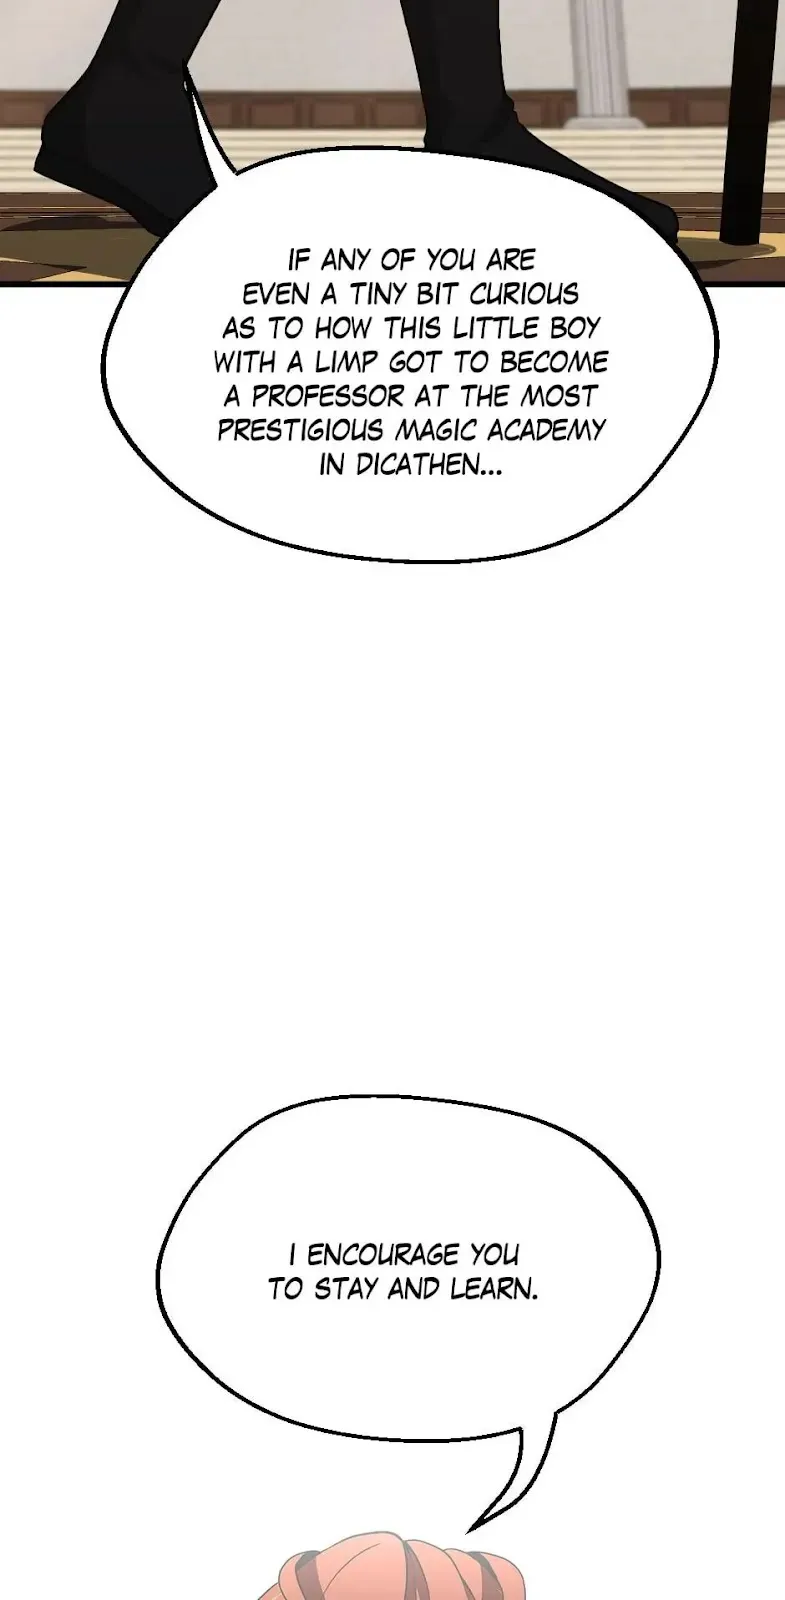 IF ANY OF YOU ARE
EVEN A TINY BIT CURIOUS
AS TO HOW THIS LITTLE BOY
WITH A LIMP GOT TO BECOME
A PROFESSOR AT THE MOST
PRESTIGIOUS MAGIC ACADEMY
IN DICATHEN...
I ENCOURAGE YOU
TO STAY AND LEARN.